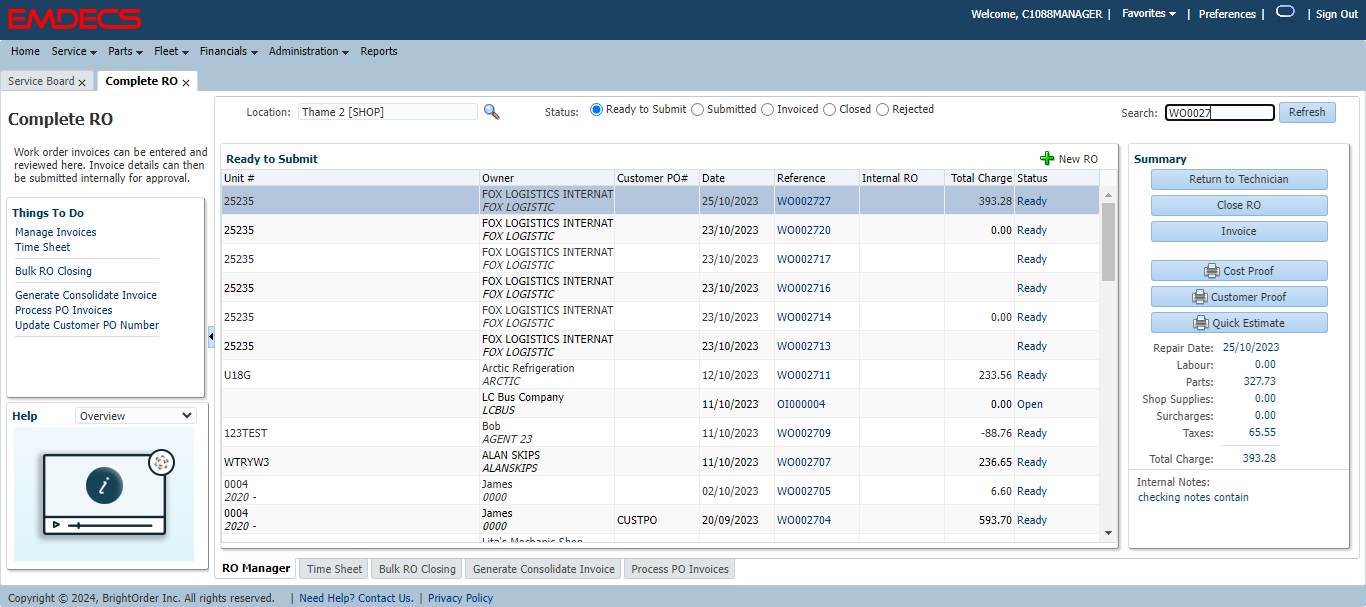 EMDECS
Welcome, C1088MANAGER | Favorites | Preferences | | Sign Out
Home Service Parts Fleet Financials Administration Reports
Service Board x Complete RO x
Complete RO
Work order invoices can be entered and
reviewed here. Invoice details can then
be submitted internally for approval.
Things To Do
Manage Invoices
Time Sheet
Bulk RO Closing
Generate Consolidate Invoice
Process PO Invoices
Update Customer PO Number
Help Overview
i
Location: Thame 2 [SHOP] Status: Ready to Submit Submitted Invoiced Closed Rejected Search: WO0027 Refresh
Ready to Submit New RO
Unit # Owner Customer PO# Date Reference Internal RO Total Charge Status
25235 FOX LOGISTICS INTERNAT 25/10/2023 WO002727 393.28 Ready
FOX LOGISTIC
25235 FOX LOGISTICS INTERNAT 23/10/2023 WO002720 0.00 Ready
FOX LOGISTIC
25235 FOX LOGISTICS INTERNAT 23/10/2023 WO002717 Ready
FOX LOGISTIC
25235 FOX LOGISTICS INTERNAT 23/10/2023 WO002716 Ready
FOX LOGISTIC
25235 FOX LOGISTICS INTERNAT 23/10/2023 WO002714 0.00 Ready
FOX LOGISTIC
25235 FOX LOGISTICS INTERNAT 23/10/2023 WO002713 Ready
FOX LOGISTIC
U18G Arctic Refrigeration 12/10/2023 WO002711 233.56 Ready
ARCTIC
LC Bus Company 11/10/2023 OI000004 0.00 Open
LCBUS
123TEST Bob 11/10/2023 WO002709 -88.76 Ready
AGENT 23
WTRYW3 ALAN SKIPS 11/10/2023 WO002707 236.65 Ready
ALANSKIPS
0004 James 02/10/2023 WO002705 6.60 Ready
2020 - 0000
0004 James CUSTPO 20/09/2023 WO002704 593.70 Ready
2020 - 0000
Lita's Mechanic Shop
Summary
Return to Technician
Close RO
Invoice
Cost Proof
Customer Proof
Quick Estimate
Repair Date: 25/10/2023
Labour: 0.00
Parts: 327.73
Shop Supplies: 0.00
Surcharges: 0.00
Taxes: 65.55
Total Charge: 393.28
Internal Notes:
checking notes contain
RO Manager Time Sheet Bulk RO Closing Generate Consolidate Invoice Process PO Invoices
Copyright © 2024, BrightOrder Inc. All rights reserved. | Need Help? Contact Us. | Privacy Policy